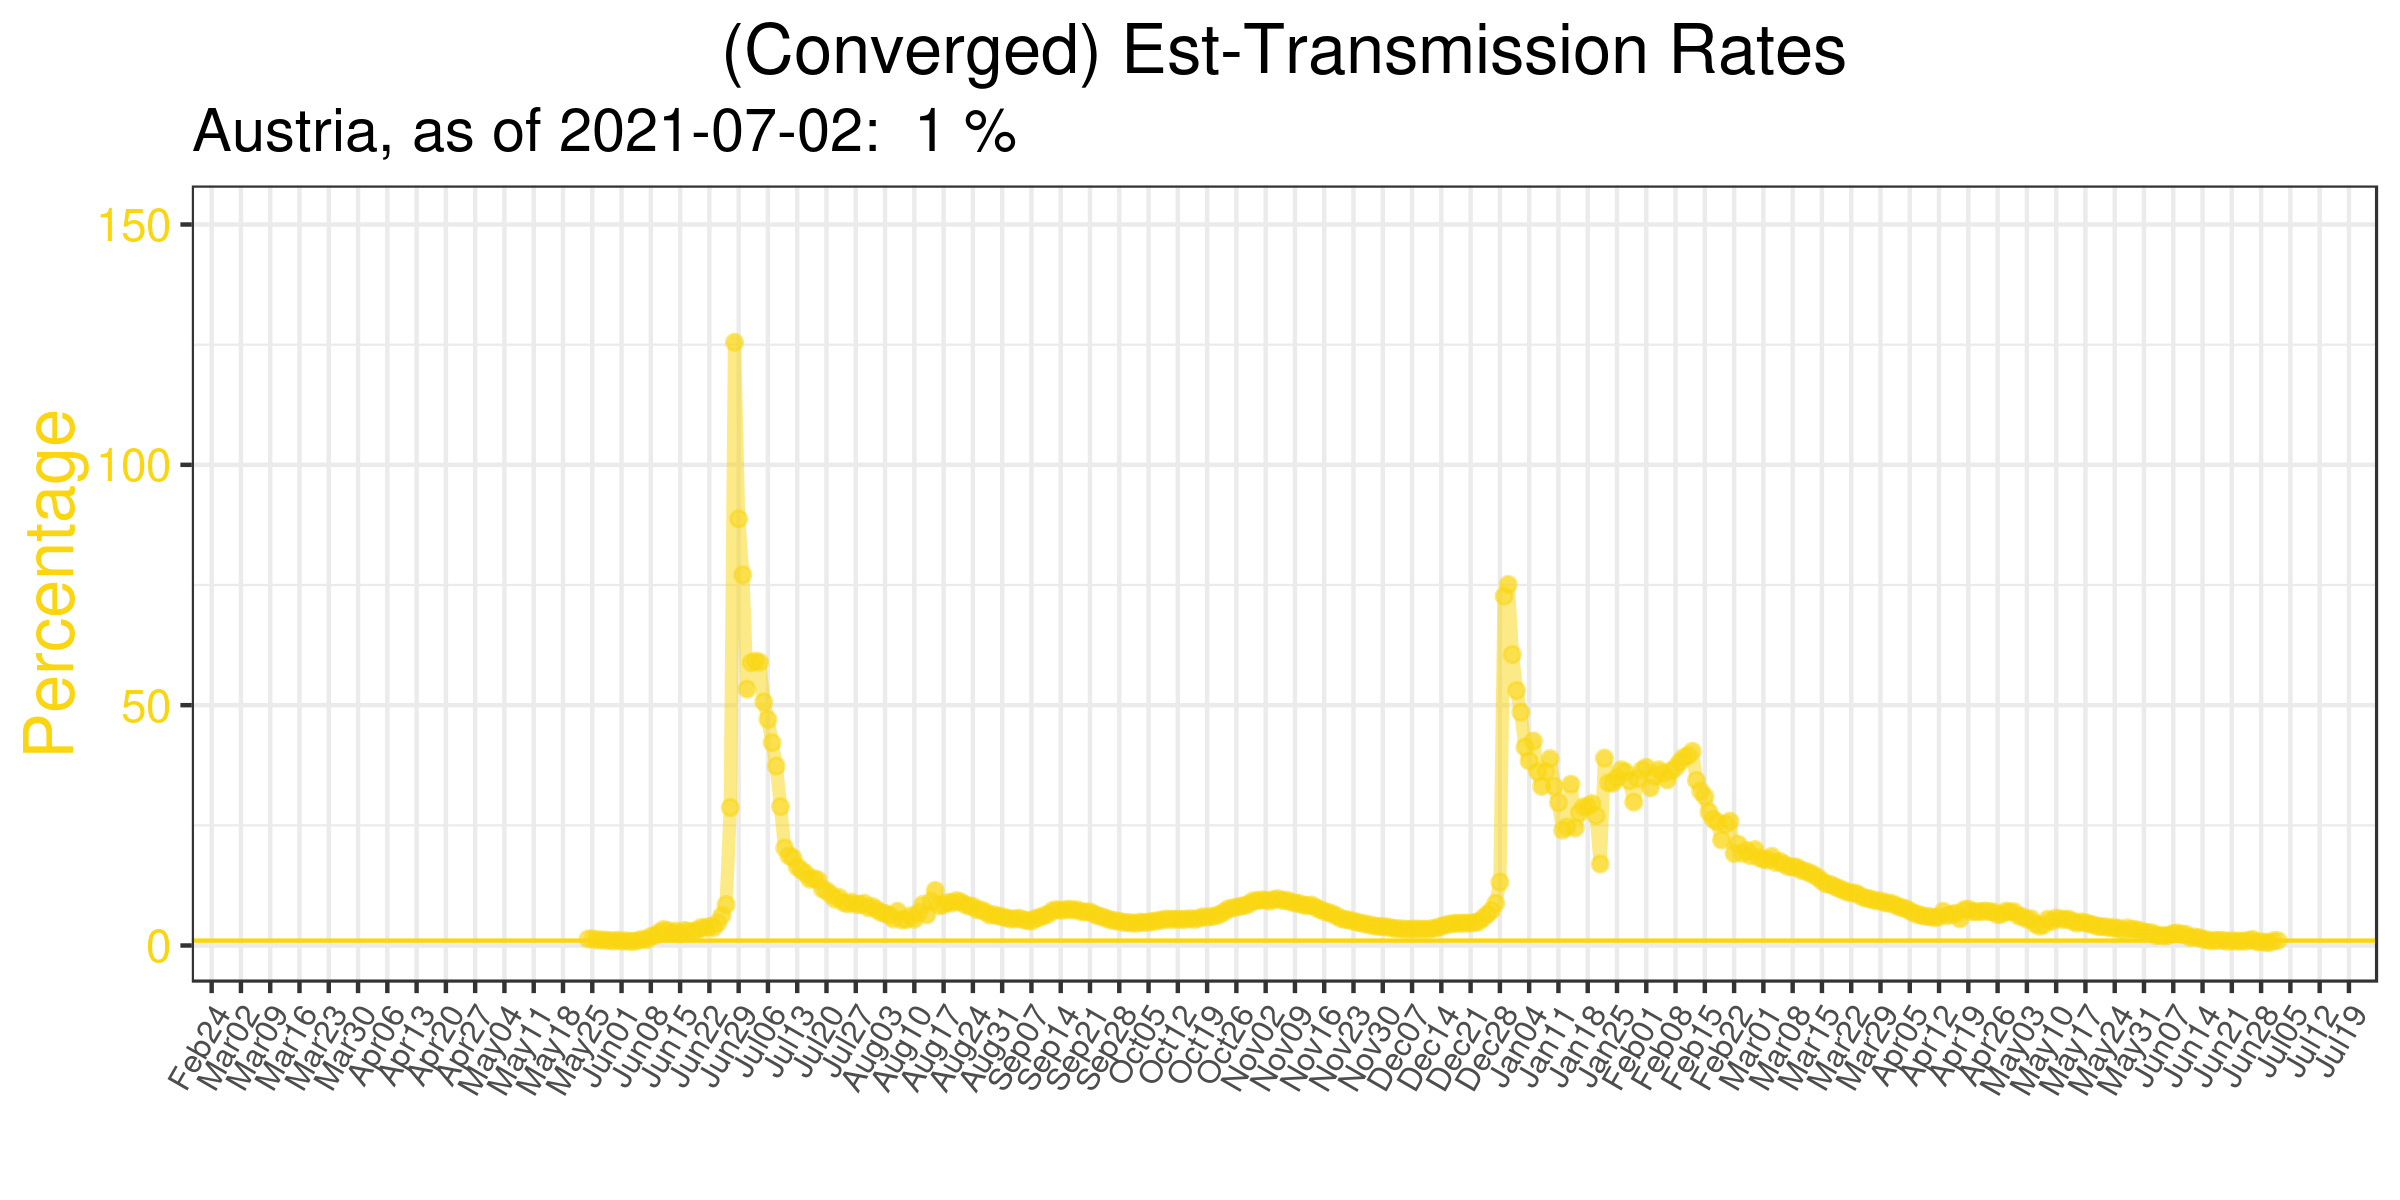 (Converged) Est-Transmission Rates
Austria, as of 2021-07-02:  1 %
Percentage
150
100
50
0
Feb24
Mar02
Mar09
Mar16
Mar23
Mar30
Apr06
Apr13
Apr20
Apr27
May04
May11
May18
May25
Jun01
Jun08
Jun15
Jun22
Jun29
Jul06
Jul13
Jul20
Jul27
Aug03
Aug10
Aug17
Aug24
Aug31
Sep07
Sep14
Sep21
Sep28
Oct05
Oct12
Oct19
Oct26
Nov02
Nov09
Nov16
Nov23
Nov30
Dec07
Dec14
Dec21
Dec28
Jan04
Jan11
Jan18
Jan25
Feb01
Feb08
Feb15
Feb22
Mar01
Mar08
Mar15
Mar22
Mar29
Apr05
Apr12
Apr19
Apr26
May03
May10
May17
May24
May31
Jun07
Jun14
Jun21
Jun28
Jul05
Jul12
Jul19